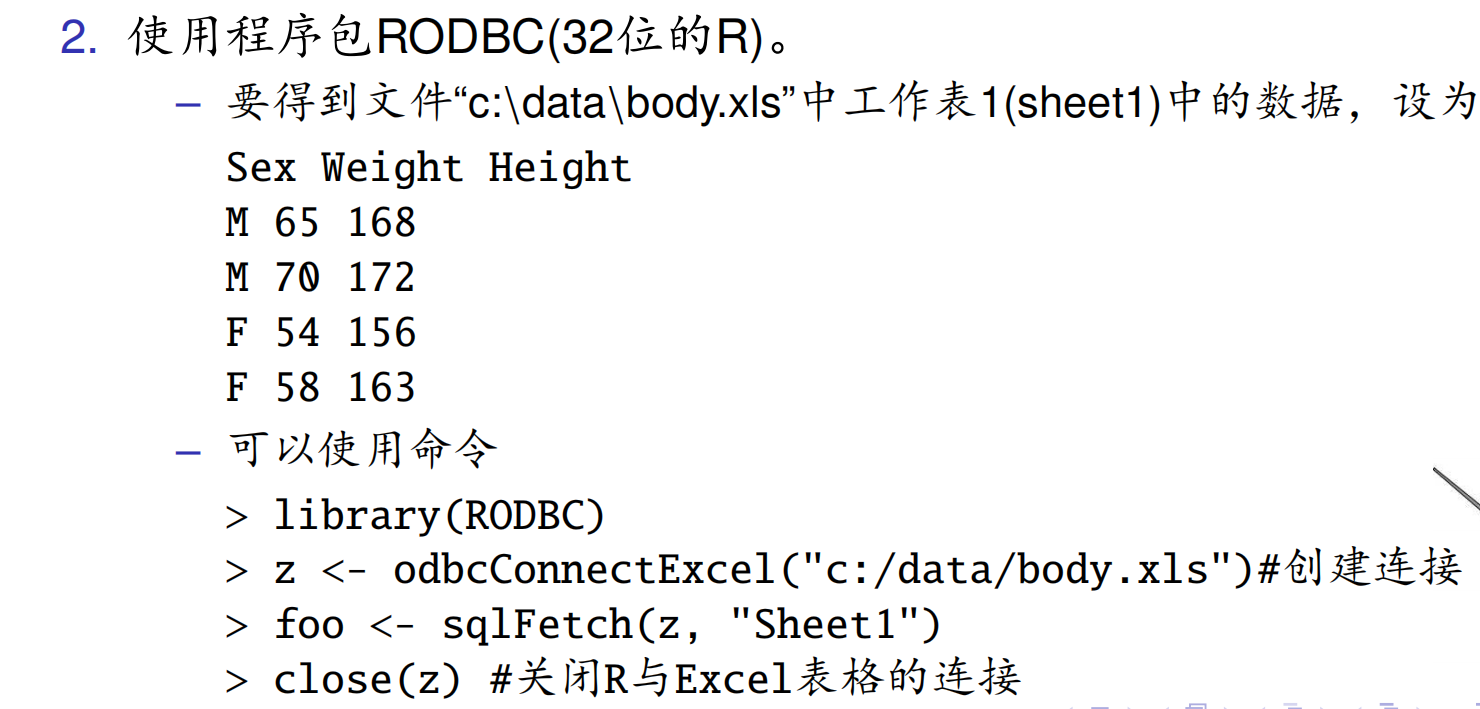 2. 使用程序包RODBC(32位的R)。
– 要得到文件“c:\data\body.xls”中工作表1(sheet1)中的数据，设为
Sex Weight Height
M 65 168
M 70 172
F 54 156
F 58 163
– 可以使用命令
> library(RODBC)
> z <- odbcConnectExcel("c:/data/body.xls")#创建连接
> foo <- sqlFetch(z, "Sheet1")
> close(z) #关闭R与Excel表格的连接